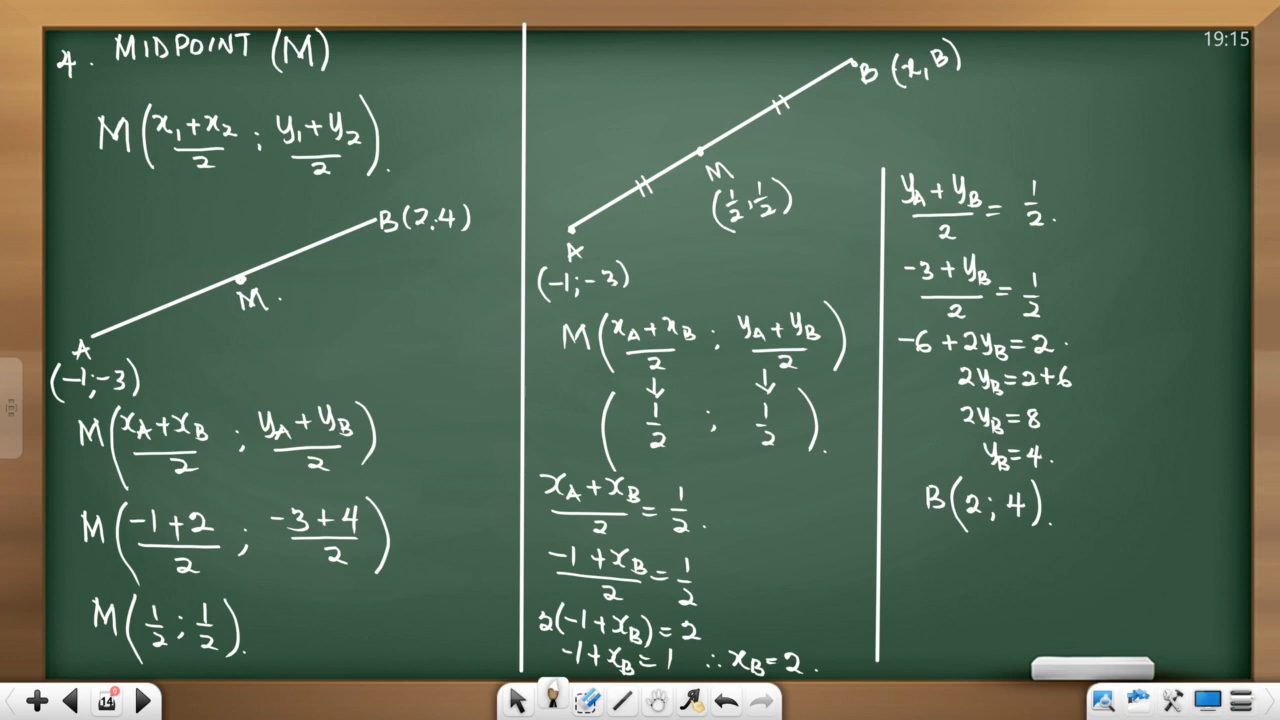 4. MIDPOINT (M)
M(x₁+x₂/2 ; y₁+y₂/2).
B(2;4)
M.
A
(-1;-3)
M(x_A+x_B/2 ; y_A+y_B/2)
M(-1+2/2 ; -3+4/2)
M(1/2 ; 1/2).
B (x, B)
M
(1/2, 1/2)
A
(-1;-3)
M(x_A+x_B/2 ; y_A+y_B/2)
↓ ↓
(1/2 ; 1/2).
x_A+x_B/2 = 1/2.
-1+x_B/2 = 1/2
2(-1+x_B) = 2
-1+x_B = 1 ∴ x_B = 2.
y_A+y_B/2 = 1/2.
-3+y_B/2 = 1/2
-6+2y_B = 2.
2y_B = 2+6
2y_B = 8
y_B = 4.
B(2; 4).
19:15
14